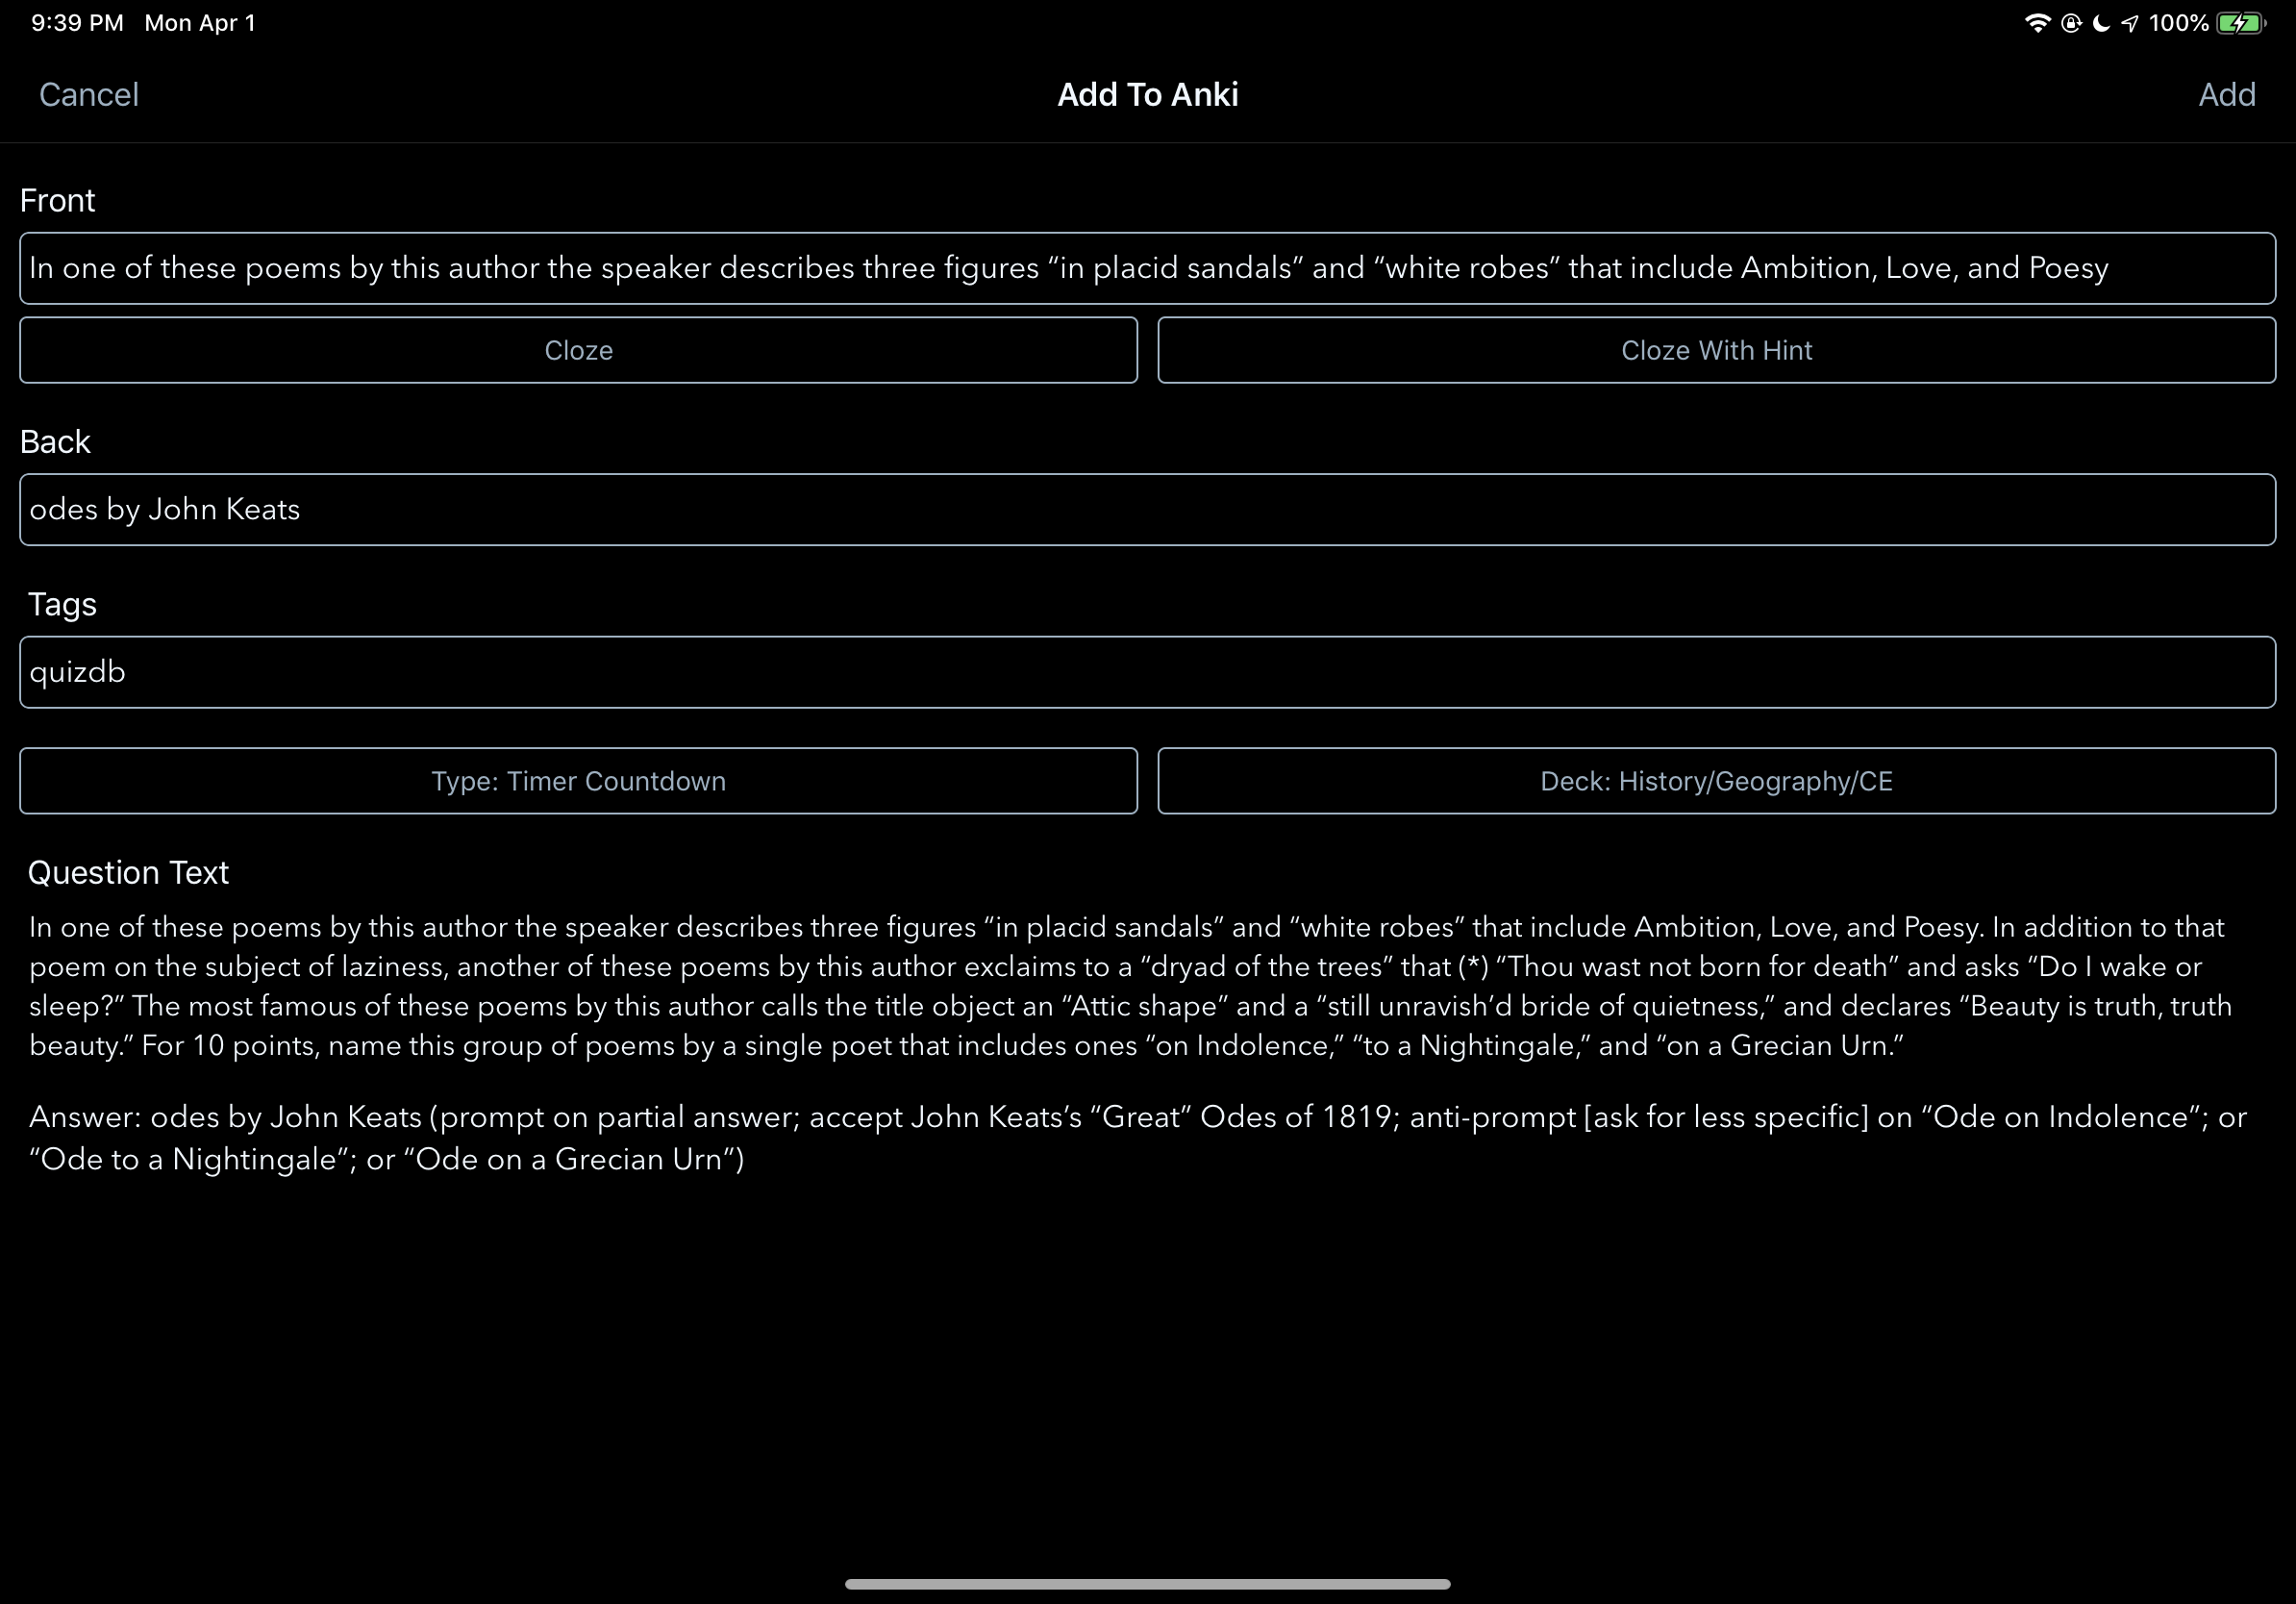 9:39 PM Mon Apr 1
100%
Cancel
Add To Anki
Add
Front
In one of these poems by this author the speaker describes three figures “in placid sandals” and “white robes” that include Ambition, Love, and Poesy
Cloze
Cloze With Hint
Back
odes by John Keats
Tags
quizdb
Type: Timer Countdown
Deck: History/Geography/CE
Question Text
In one of these poems by this author the speaker describes three figures “in placid sandals” and “white robes” that include Ambition, Love, and Poesy. In addition to that
poem on the subject of laziness, another of these poems by this author exclaims to a “dryad of the trees” that (*) “Thou wast not born for death” and asks “Do I wake or
sleep?” The most famous of these poems by this author calls the title object an “Attic shape” and a “still unravish’d bride of quietness,” and declares “Beauty is truth, truth
beauty.” For 10 points, name this group of poems by a single poet that includes ones “on Indolence,” “to a Nightingale,” and “on a Grecian Urn.”
Answer: odes by John Keats (prompt on partial answer; accept John Keats’s “Great” Odes of 1819; anti-prompt [ask for less specific] on “Ode on Indolence”; or
“Ode to a Nightingale”; or “Ode on a Grecian Urn”)